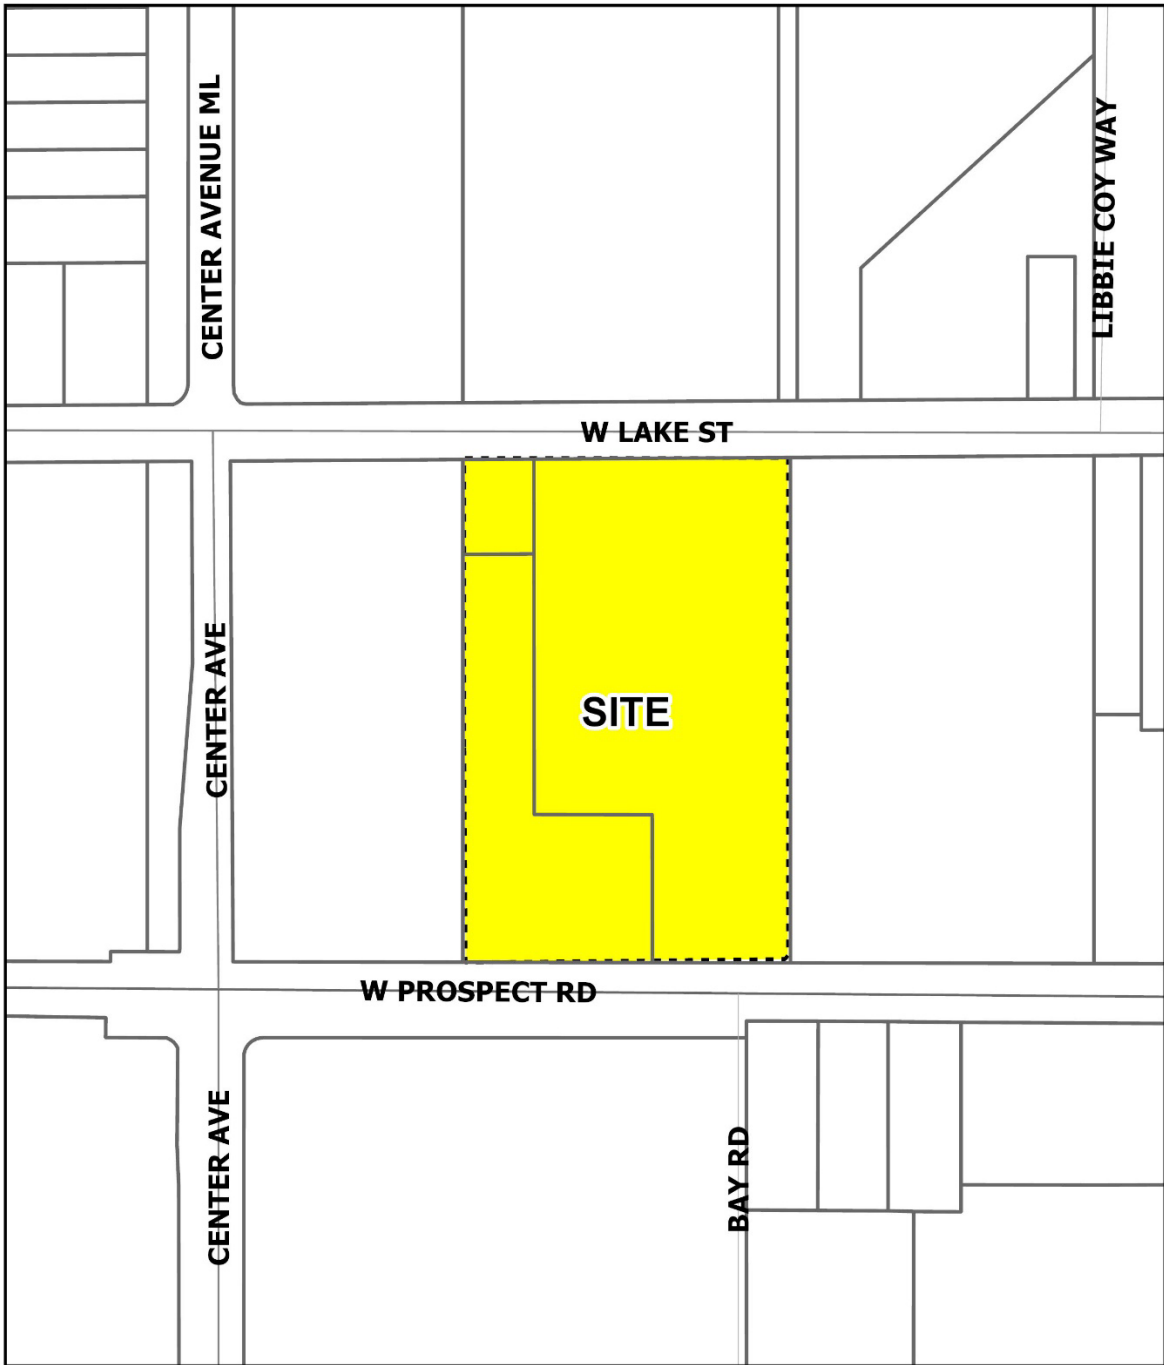 CENTER AVENUE ML
LIBBIE COY WAY
W LAKE ST
CENTER AVE
SITE
W PROSPECT RD
CENTER AVE
BAY RD